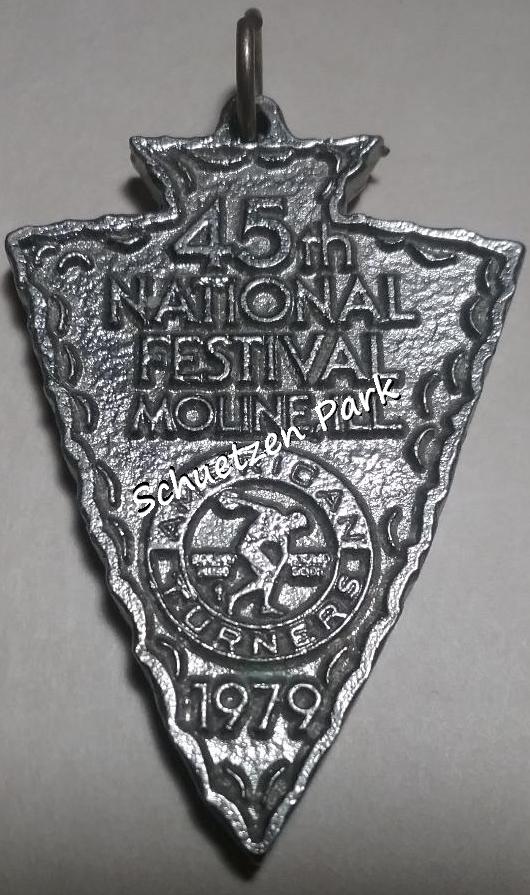 45th
NATIONAL
FESTIVAL
MOLINE, ILL.
Schuetzen Park
AMERICAN
TURNERS
1979